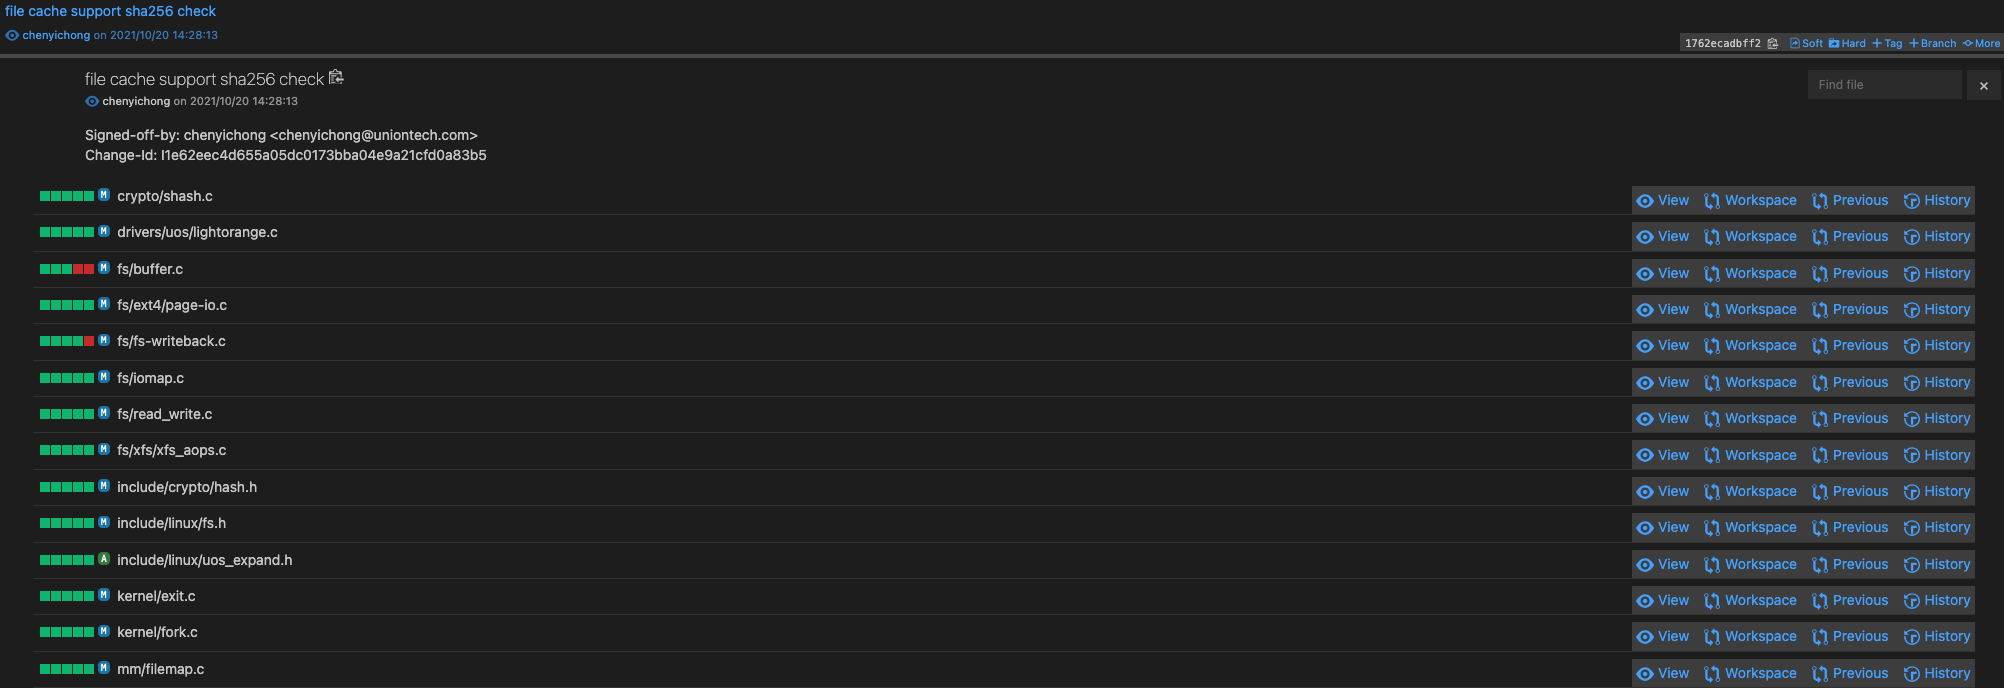 file cache support sha256 check
chenyichong on 2021/10/20 14:28:13
1762ecadbff2 Soft Hard Tag Branch More
file cache support sha256 check
chenyichong on 2021/10/20 14:28:13
Find file
Signed-off-by: chenyichong <chenyichong@uniontech.com>
Change-Id: I1e62eec4d655a05dc0173bba04e9a21cfd0a83b5
M crypto/shash.c View Workspace Previous History
M drivers/uos/lightorange.c View Workspace Previous History
M fs/buffer.c View Workspace Previous History
M fs/ext4/page-io.c View Workspace Previous History
M fs/fs-writeback.c View Workspace Previous History
M fs/iomap.c View Workspace Previous History
M fs/read_write.c View Workspace Previous History
M fs/xfs/xfs_aops.c View Workspace Previous History
M include/crypto/hash.h View Workspace Previous History
M include/linux/fs.h View Workspace Previous History
A include/linux/uos_expand.h View Workspace Previous History
M kernel/exit.c View Workspace Previous History
M kernel/fork.c View Workspace Previous History
M mm/filemap.c View Workspace Previous History